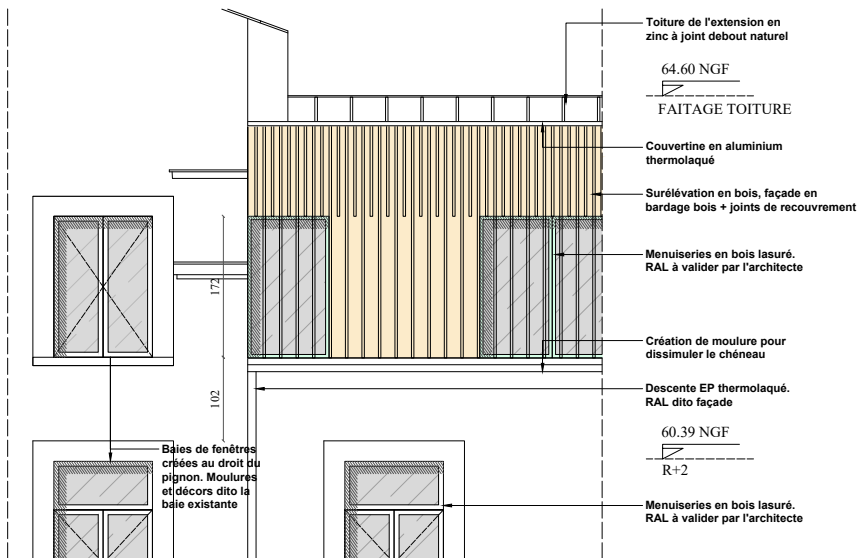 Toiture de l'extension en
zinc à joint debout naturel
64.60 NGF
FAITAGE TOITURE
Couvertine en aluminium
thermolaqué
Surélévation en bois, façade en
bardage bois + joints de recouvrement
Menuiseries en bois lasuré.
RAL à valider par l'architecte
172
Création de moulure pour
dissimuler le chéneau
Descente EP thermolaqué.
RAL dito façade
102
60.39 NGF
R+2
Baies de fenêtres
créées au droit du
pignon. Moulures
et décors dito la
baie existante
Menuiseries en bois lasuré.
RAL à valider par l'architecte